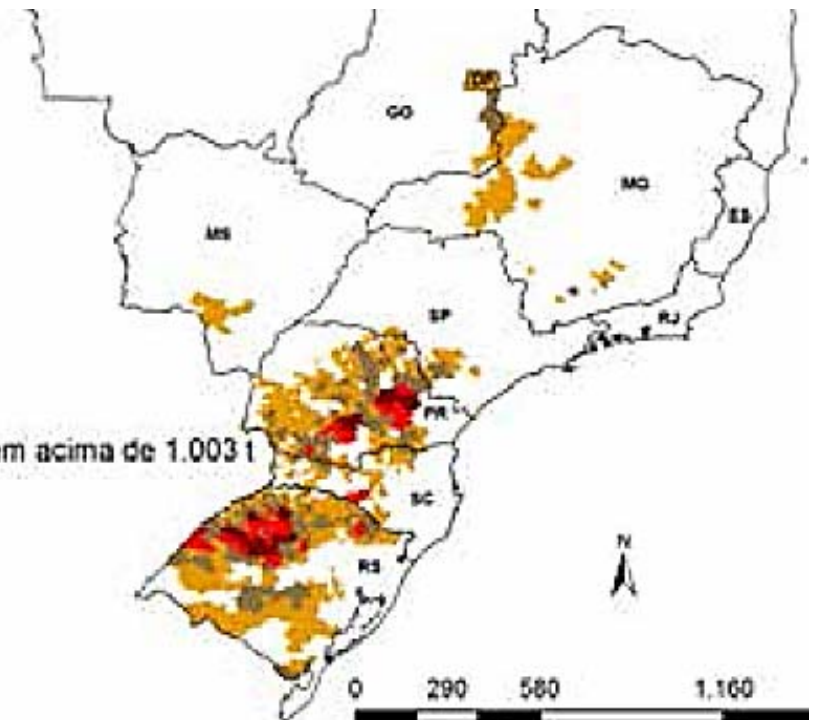 (DF)
GO
MG
ES
MS
SP
RJ
PR
em acima de 1.003 t
SC
N
RS
0 290 580 1.160